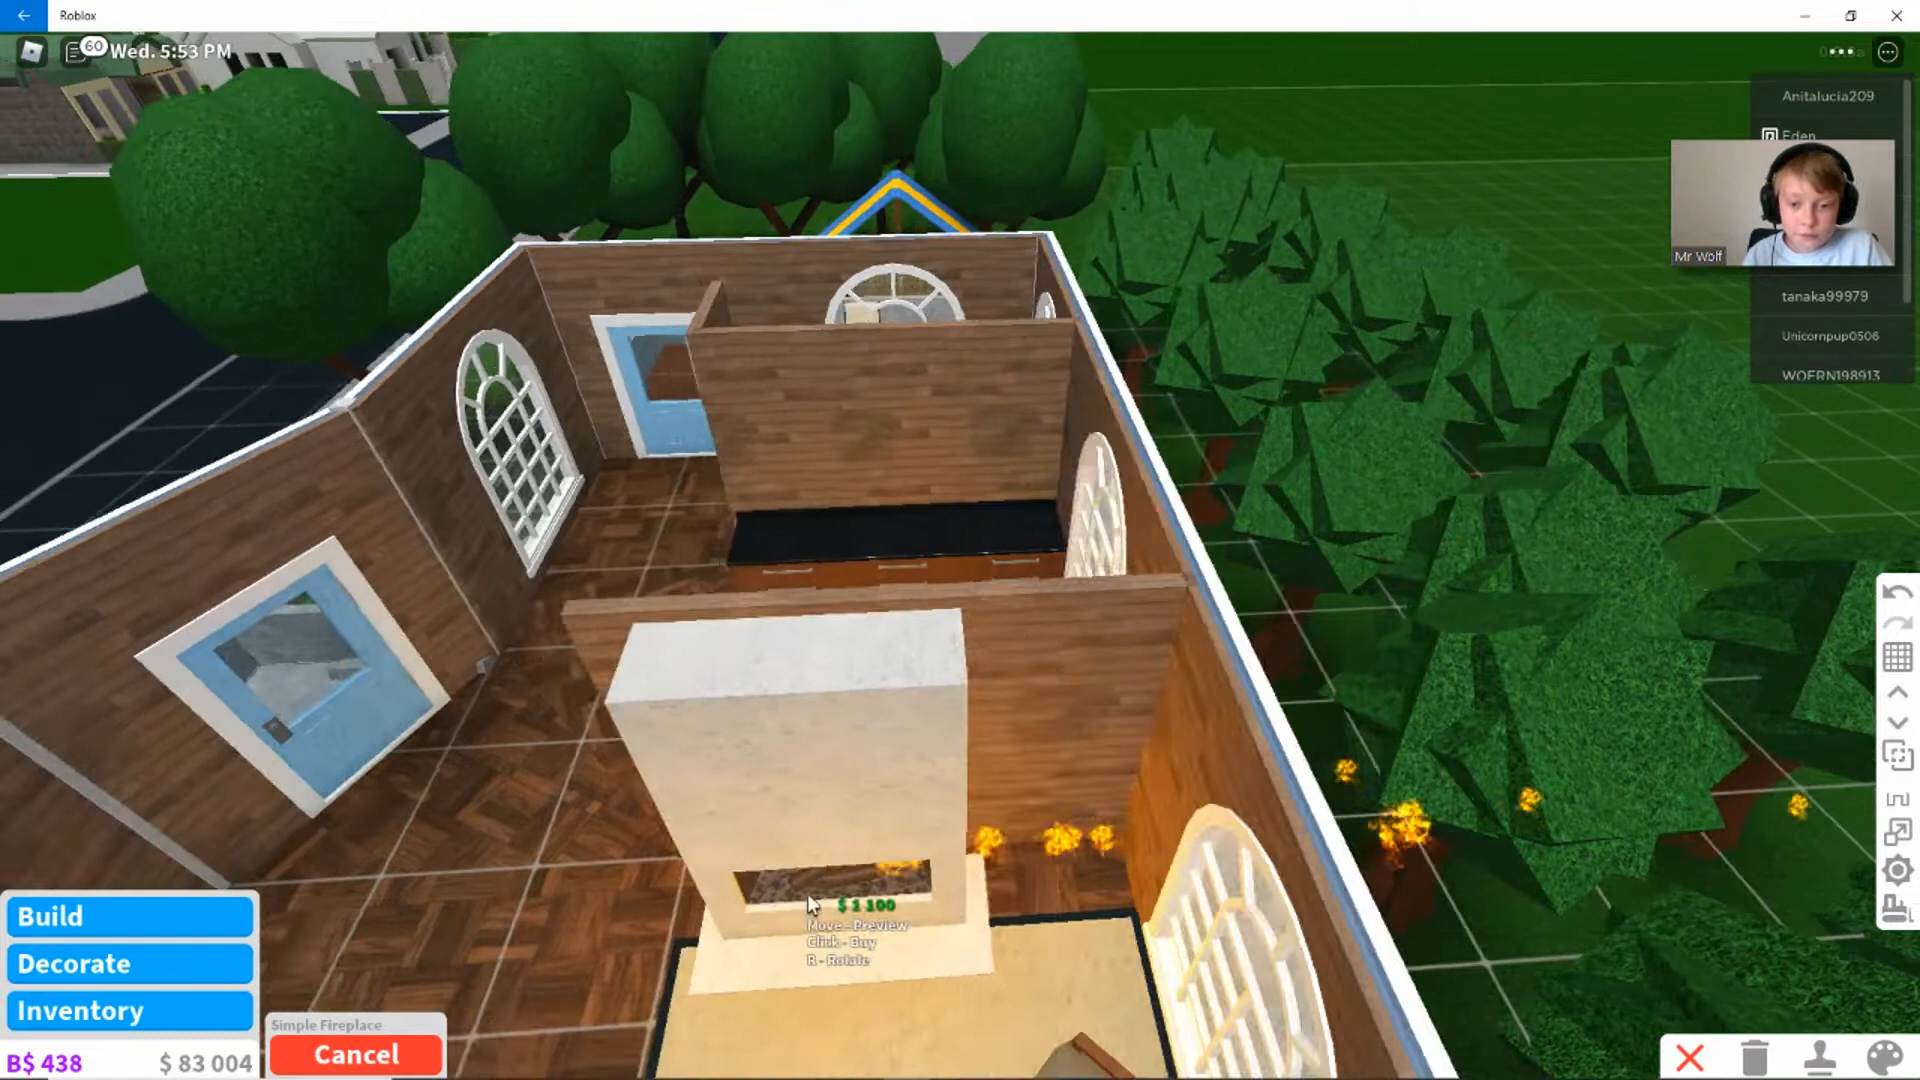 Roblox
60 Wed. 5:53 PM
Anitalucia209
Eden
Mr Wolf
tanaka99979
Unicornpup0506
WOFRN198913
$ 1 100
Move - Preview
Click - Buy
R - Rotate
Build
Decorate
Inventory
Simple Fireplace
Cancel
B$ 438
$ 83 004